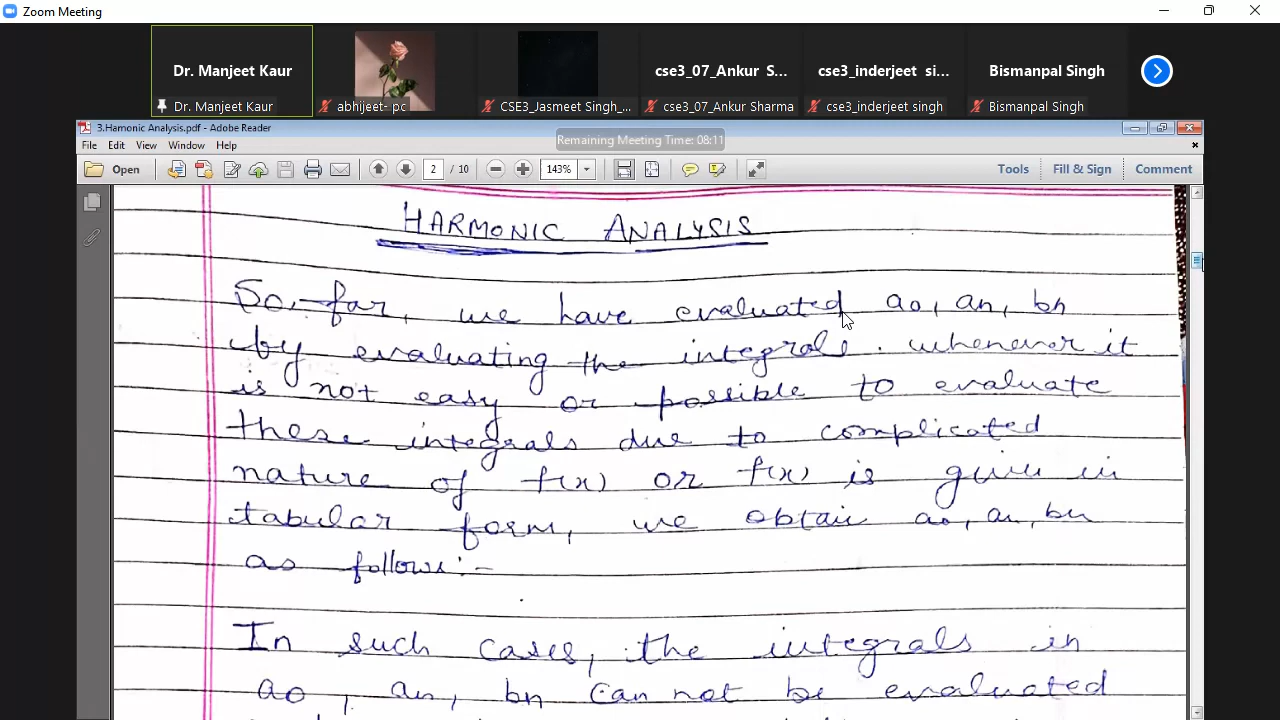 Zoom Meeting
Dr. Manjeet Kaur
cse3_07_Ankur S...
cse3_inderjeet si...
Bismanpal Singh
Dr. Manjeet Kaur
abhijeet- pc
CSE3_Jasmeet Singh_...
cse3_07_Ankur Sharma
cse3_inderjeet singh
Bismanpal Singh
3.Hamonic Analysis.pdf - Adobe Reader
Remaining Meeting Time: 08:11
File Edit View Window Help
Open 2 / 10 143% Tools Fill & Sign Comment
HARMONIC ANALYSIS
So, far, we have evaluated ao, an, bn
by evaluating the integrals. whenever it
is not easy or possible to evaluate
these integrals due to complicated
nature of f(x) or f(x) is given in
tabular form, we obtain ao, an, bn
as follows:-
In such cases, the integrals in
ao, an, bn can not be evaluated